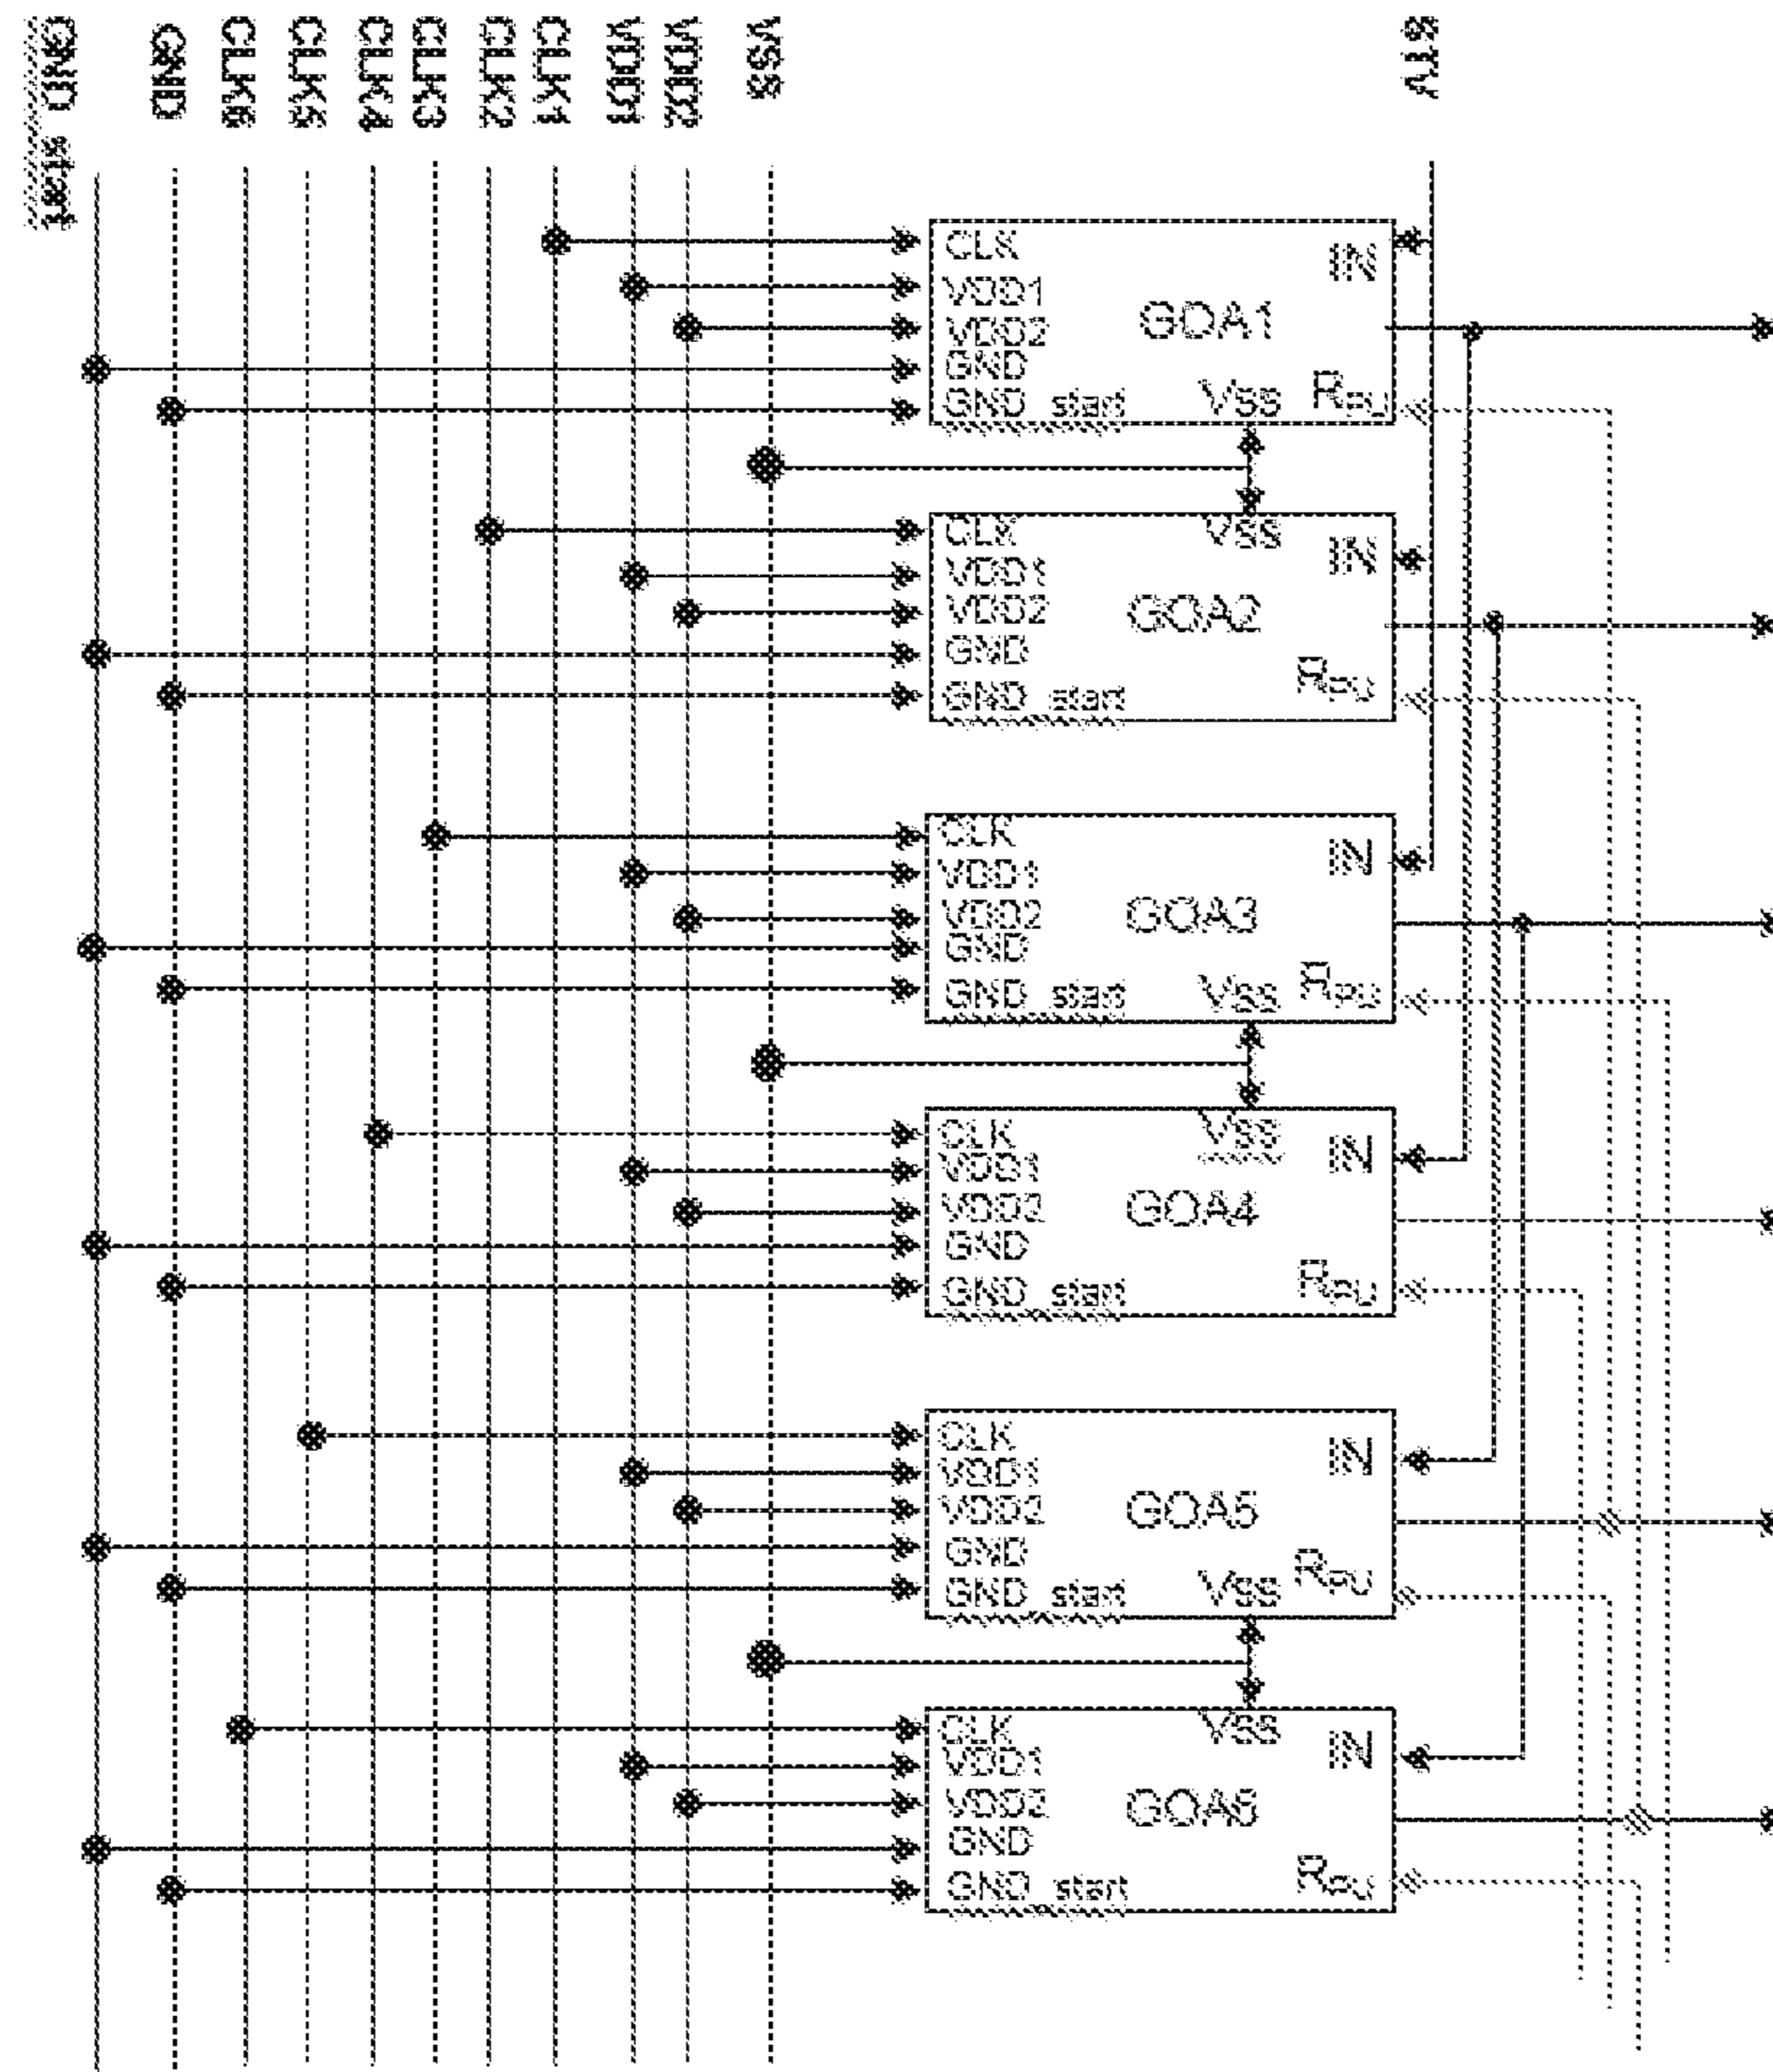 GND_start
GND
CLK6
CLK5
CLK4
CLK3
CLK2
CLK1
VDD1
VDD2
VSS
STV
CLK
VDD1
VDD2
GND
GND_start
GOA1
IN
VSS
RPU
CLK
VDD1
VDD2
GND
GND_start
VSS
GOA2
IN
RPU
CLK
VDD1
VDD2
GND
GND_start
GOA3
IN
VSS
RPU
CLK
VDD1
VDD2
GND
GND_start
VSS
GOA4
IN
RPU
CLK
VDD1
VDD2
GND
GND_start
GOA5
IN
VSS
RPU
CLK
VDD1
VDD2
GND
GND_start
VSS
GOA6
IN
RPU